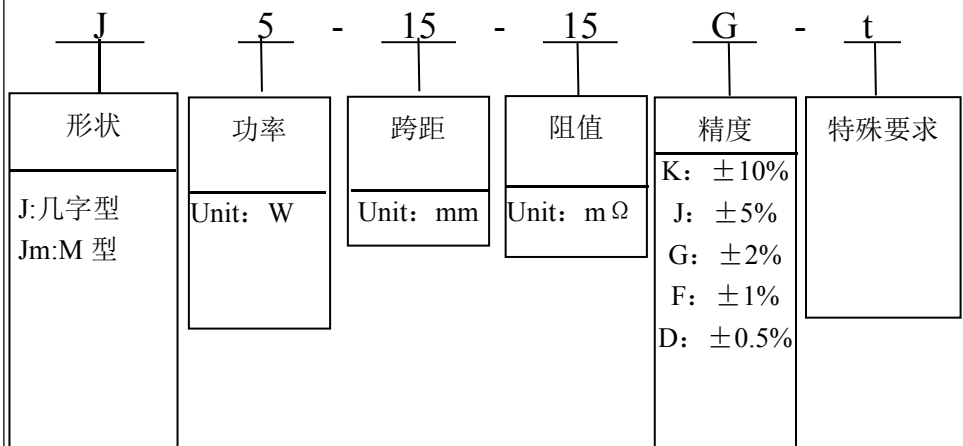 J 5 - 15 - 15 G - t
形状 功率 跨距 阻值 精度 特殊要求
J:几字型
Jm:M 型
Unit：W
Unit：mm
Unit：mΩ
K：±10%
J：±5%
G：±2%
F：±1%
D：±0.5%